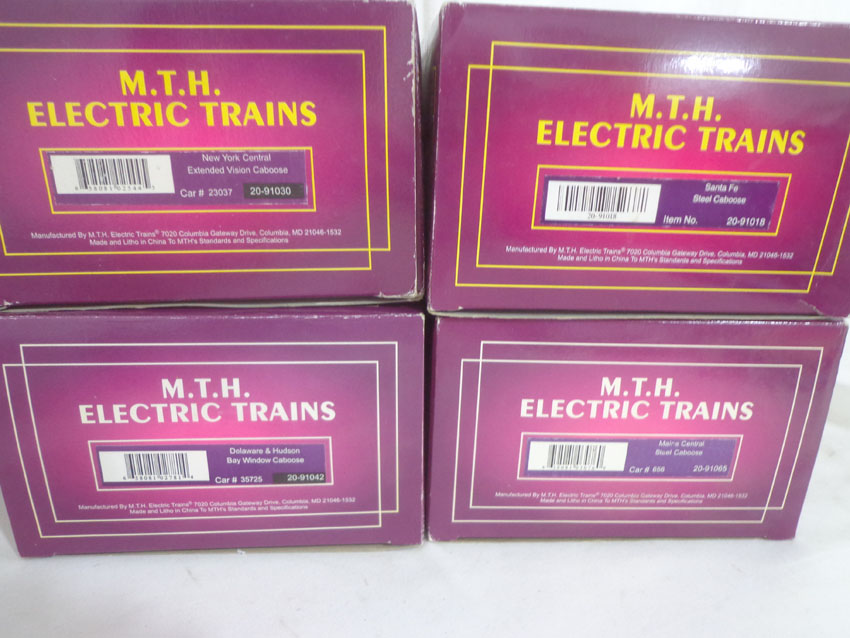 M.T.H.
ELECTRIC TRAINS
New York Central
Extended Vision Caboose
Car # 23037 20-91030
Manufactured By M.T.H. Electric Trains® 7020 Columbia Gateway Drive, Columbia, MD 21046-1532
Made and Litho in China To MTH's Standards and Specifications
M.T.H.
ELECTRIC TRAINS
Santa Fe
Steel Caboose
20-91018
Item No. 20-91018
Manufactured By M.T.H. Electric Trains® 7020 Columbia Gateway Drive, Columbia, MD 21046-1532
Made and Litho in China To MTH's Standards and Specifications
M.T.H.
ELECTRIC TRAINS
Delaware & Hudson
Bay Window Caboose
Car # 35725 20-91042
Manufactured By M.T.H. Electric Trains® 7020 Columbia Gateway Drive, Columbia, MD 21046-1532
Made and Litho in China To MTH's Standards and Specifications
M.T.H.
ELECTRIC TRAINS
Maine Central
Steel Caboose
Car # 656 20-91065
Manufactured By M.T.H. Electric Trains® 7020 Columbia Gateway Drive, Columbia, MD 21046-1532
Made and Litho in China To MTH's Standards and Specifications